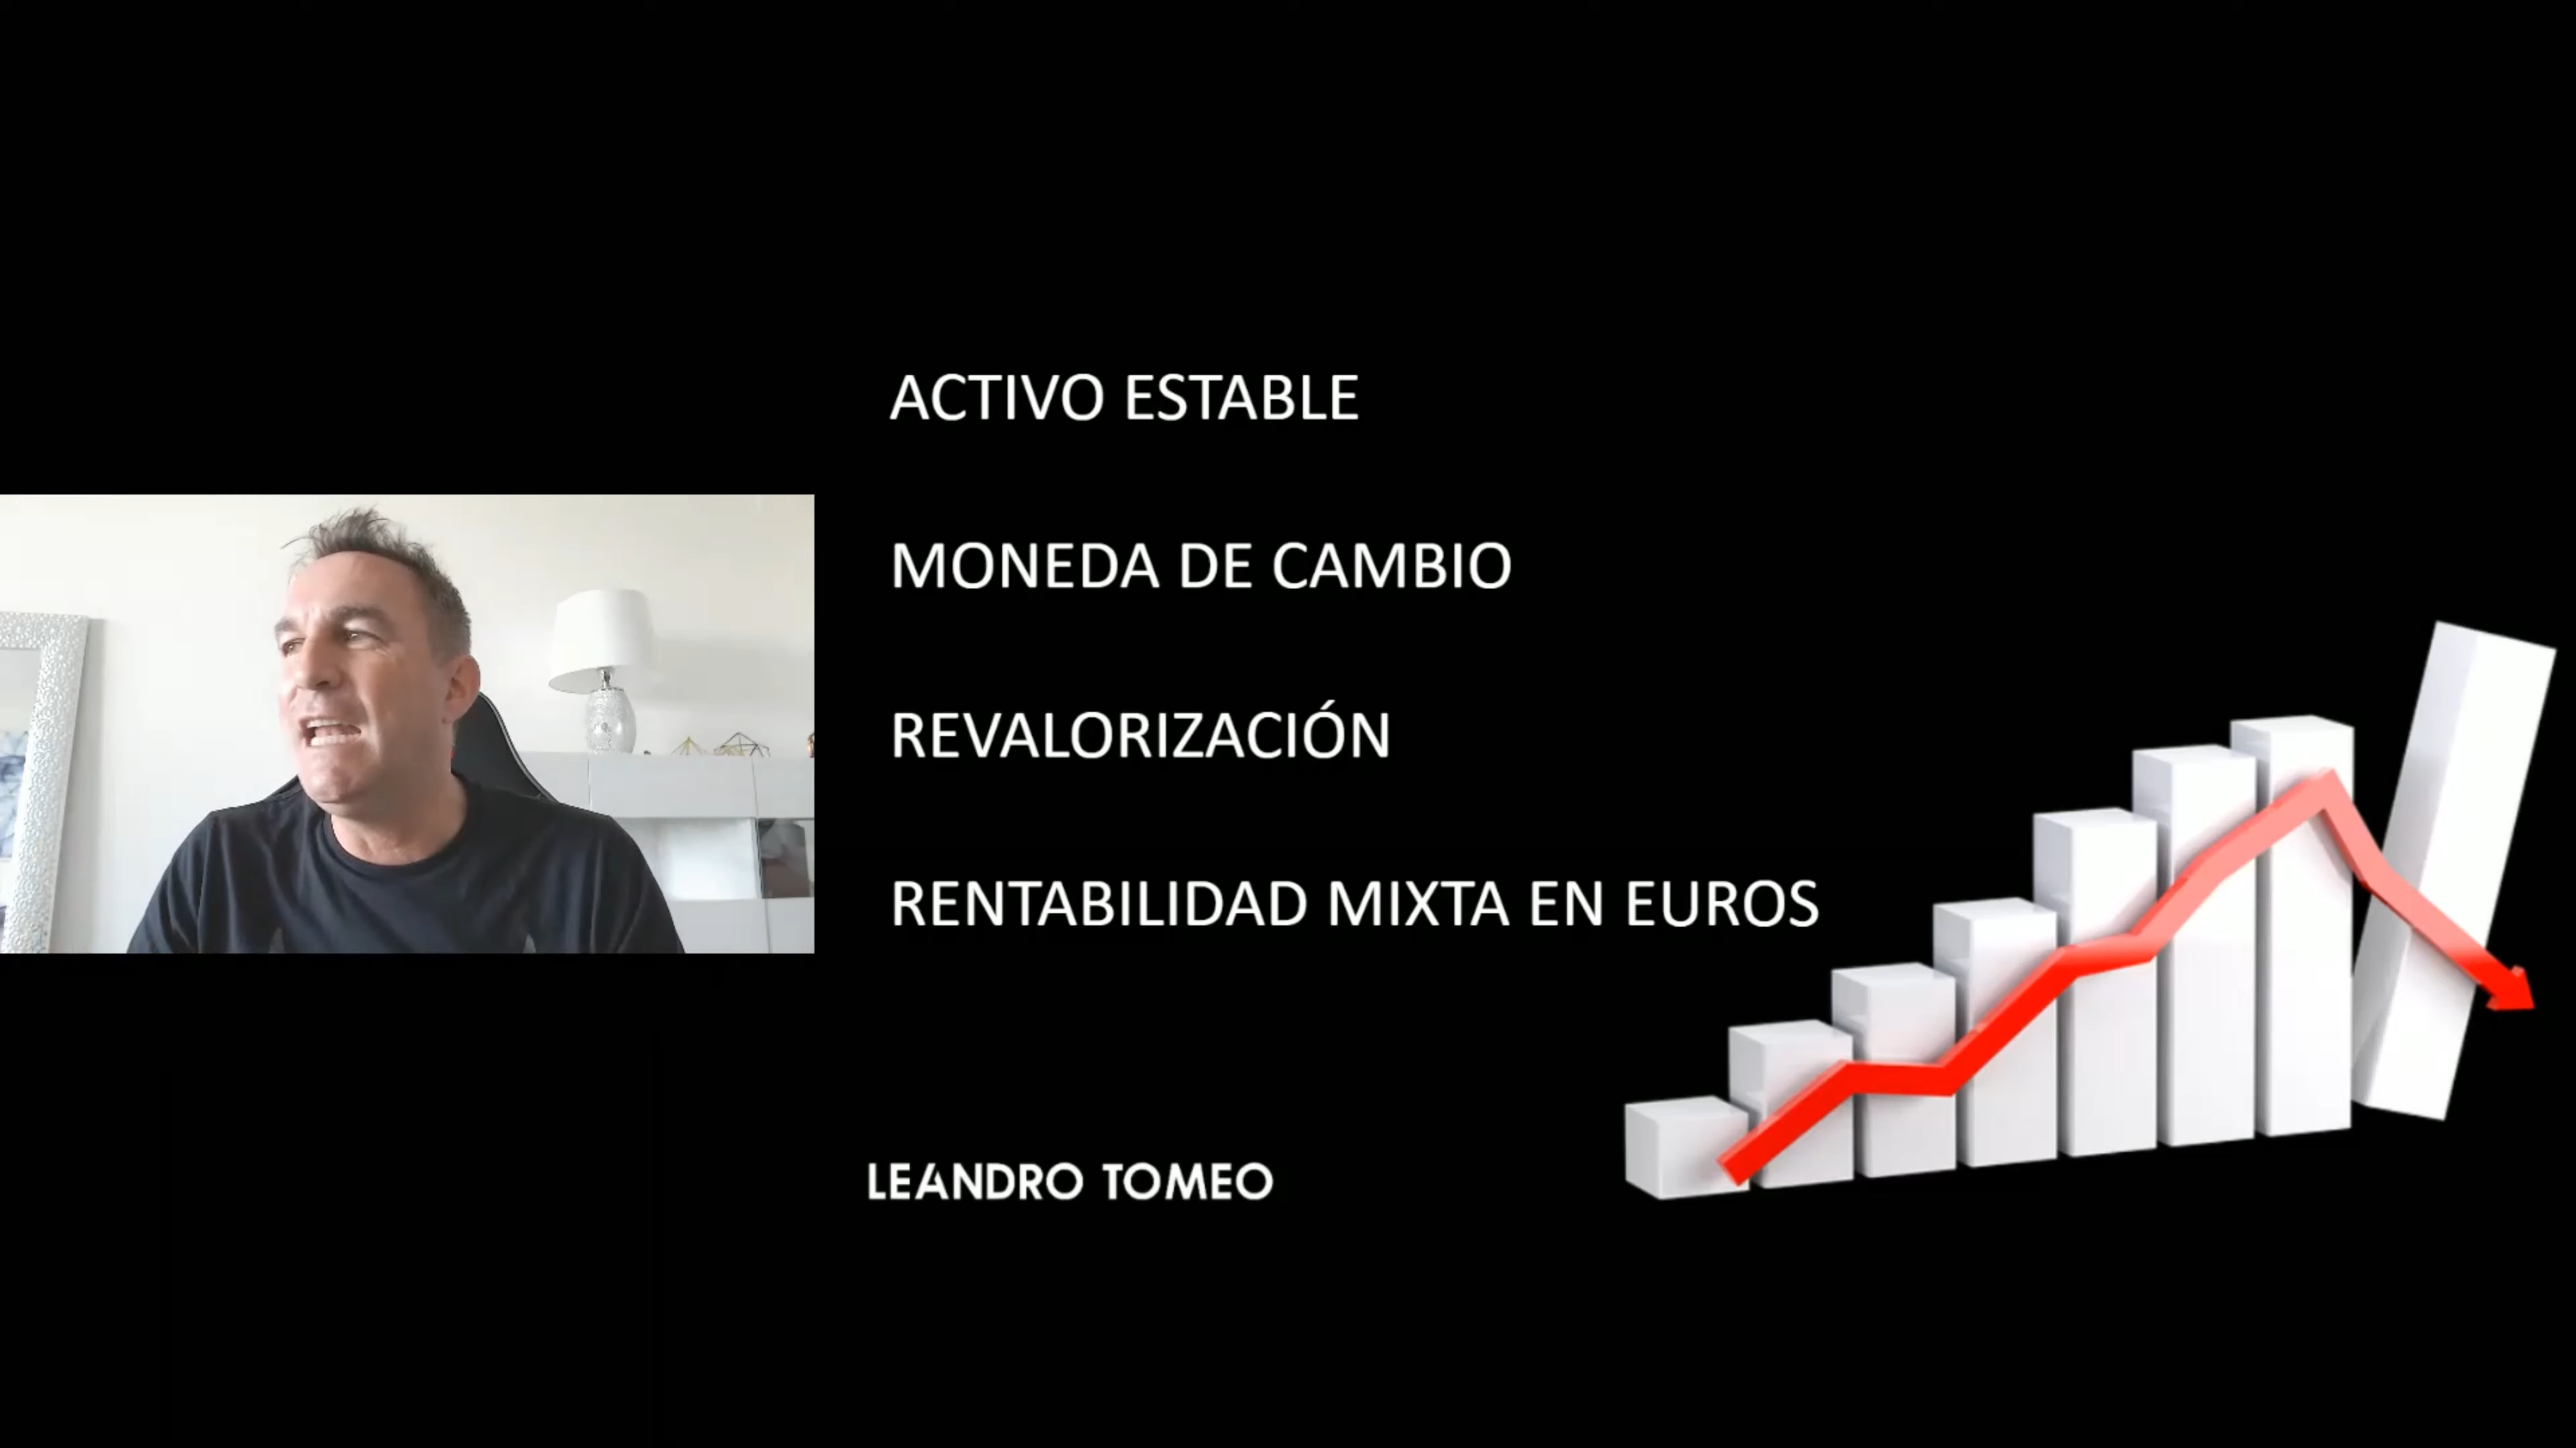 ACTIVO ESTABLE
MONEDA DE CAMBIO
REVALORIZACIÓN
RENTABILIDAD MIXTA EN EUROS
LEANDRO TOMEO